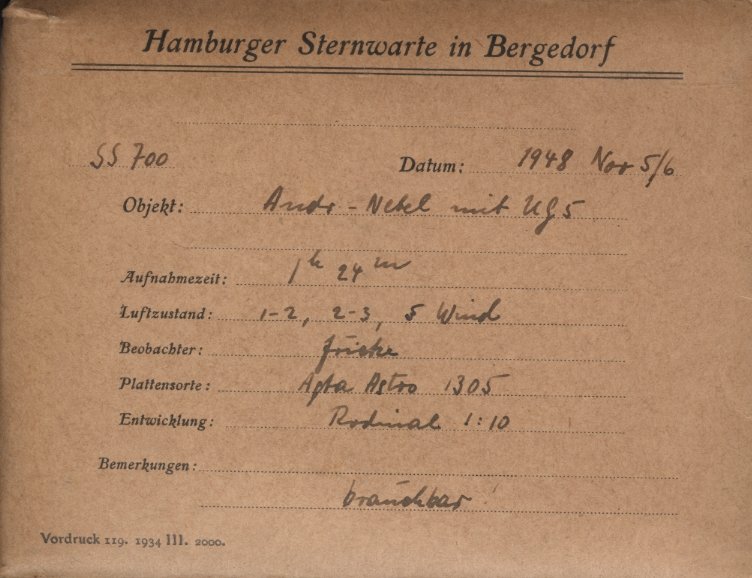 Hamburger Sternwarte in Bergedorf
SS 700 Datum: 1948 Nov 5/6
Objekt: Andr-Nebel mit UG5
Aufnahmezeit: 1h 24m
Luftzustand: 1-2, 2-3, 5 Wind
Beobachter:
Plattensorte: Agfa Astro 1305
Entwicklung: Rodinal 1:10
Bemerkungen:
brauchbar
Vordruck 119. 1934 III. 2000.